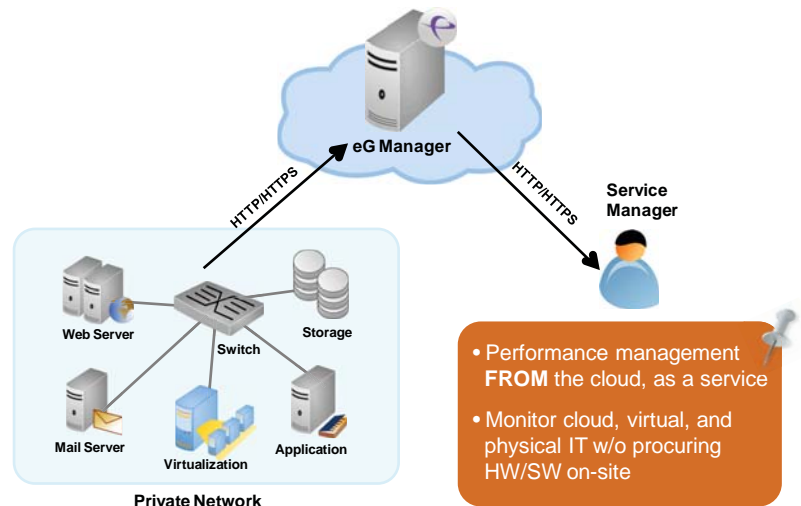 eG Manager
HTTP/HTTPS
HTTP/HTTPS
Service
Manager
Web Server
Switch
Storage
Mail Server
Virtualization
Application
Private Network
• Performance management
FROM the cloud, as a service
• Monitor cloud, virtual, and
physical IT w/o procuring
HW/SW on-site